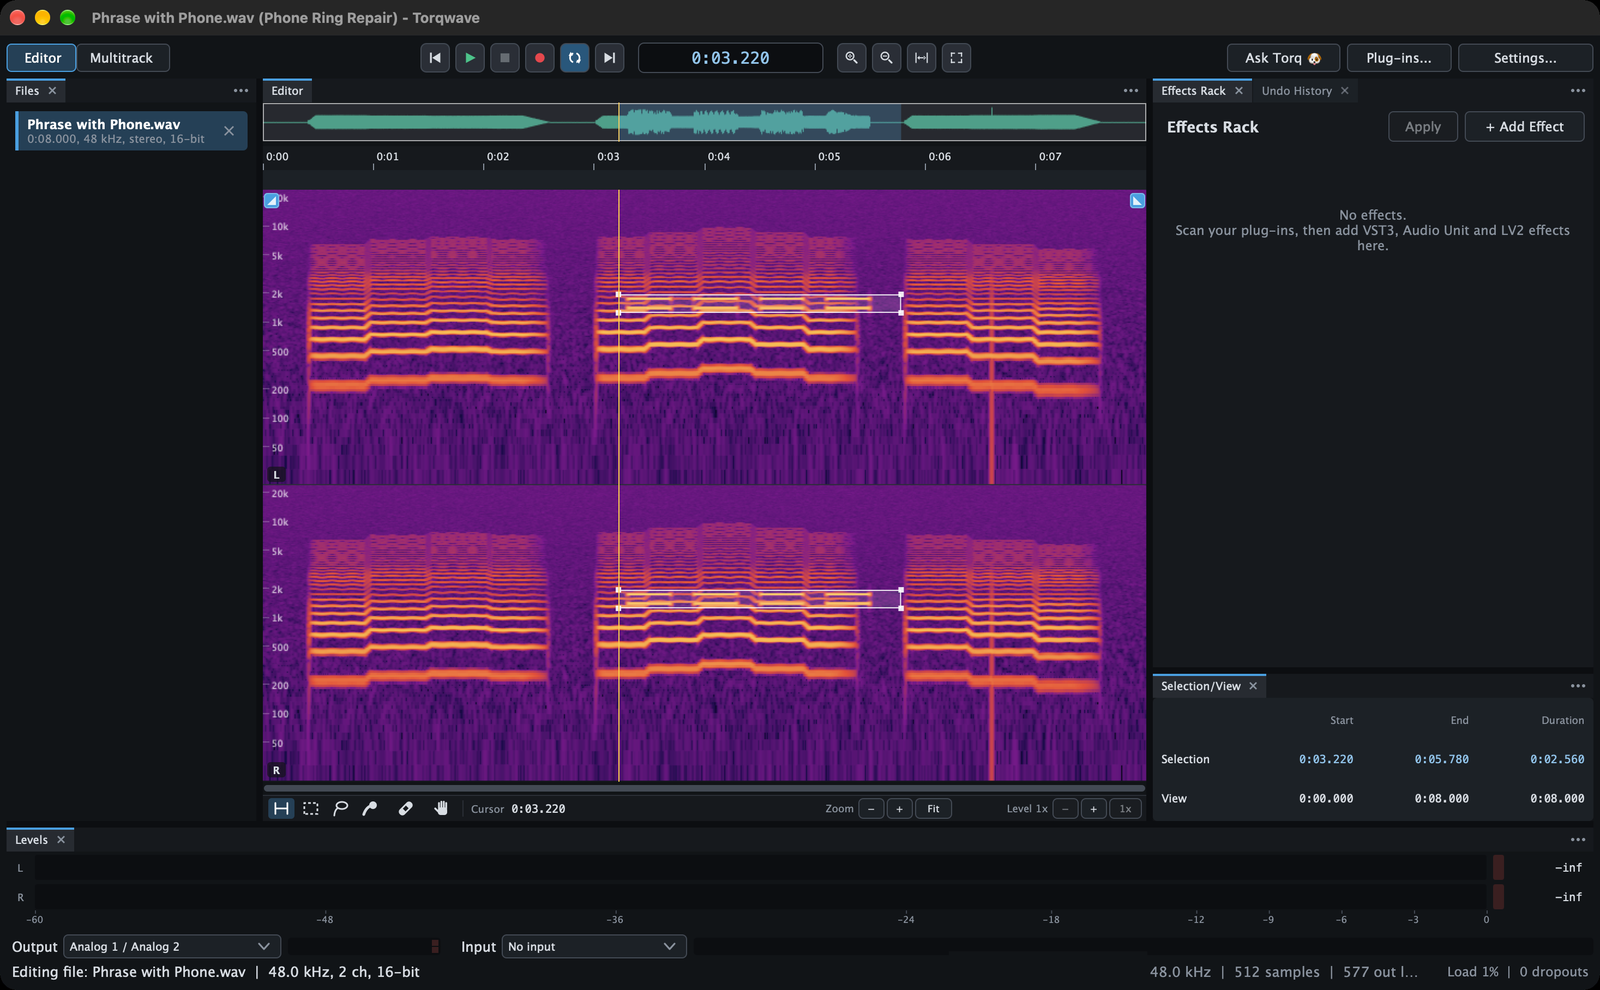 Phrase with Phone.wav (Phone Ring Repair) - Torqwave
Editor
Multitrack
0:03.220
Ask Torq
Plug-ins...
Settings...
Files
Phrase with Phone.wav
0:08.000, 48 kHz, stereo, 16-bit
Editor
0:00 0:01 0:02 0:03 0:04 0:05 0:06 0:07
10k
5k
2k
1k
500
200
100
50
L
20k
10k
5k
2k
1k
500
200
100
50
R
Cursor 0:03.220
Zoom - + Fit
Level 1x - + 1x
Effects Rack
Undo History
Effects Rack
Apply
+ Add Effect
No effects.
Scan your plug-ins, then add VST3, Audio Unit and LV2 effects
here.
Selection/View
Start End Duration
Selection 0:03.220 0:05.780 0:02.560
View 0:00.000 0:08.000 0:08.000
Levels
L -inf
R -inf
-60 -48 -36 -24 -18 -12 -9 -6 -3 0
Output Analog 1 / Analog 2
Input No input
Editing file: Phrase with Phone.wav | 48.0 kHz, 2 ch, 16-bit
48.0 kHz | 512 samples | 577 out l... Load 1% | 0 dropouts